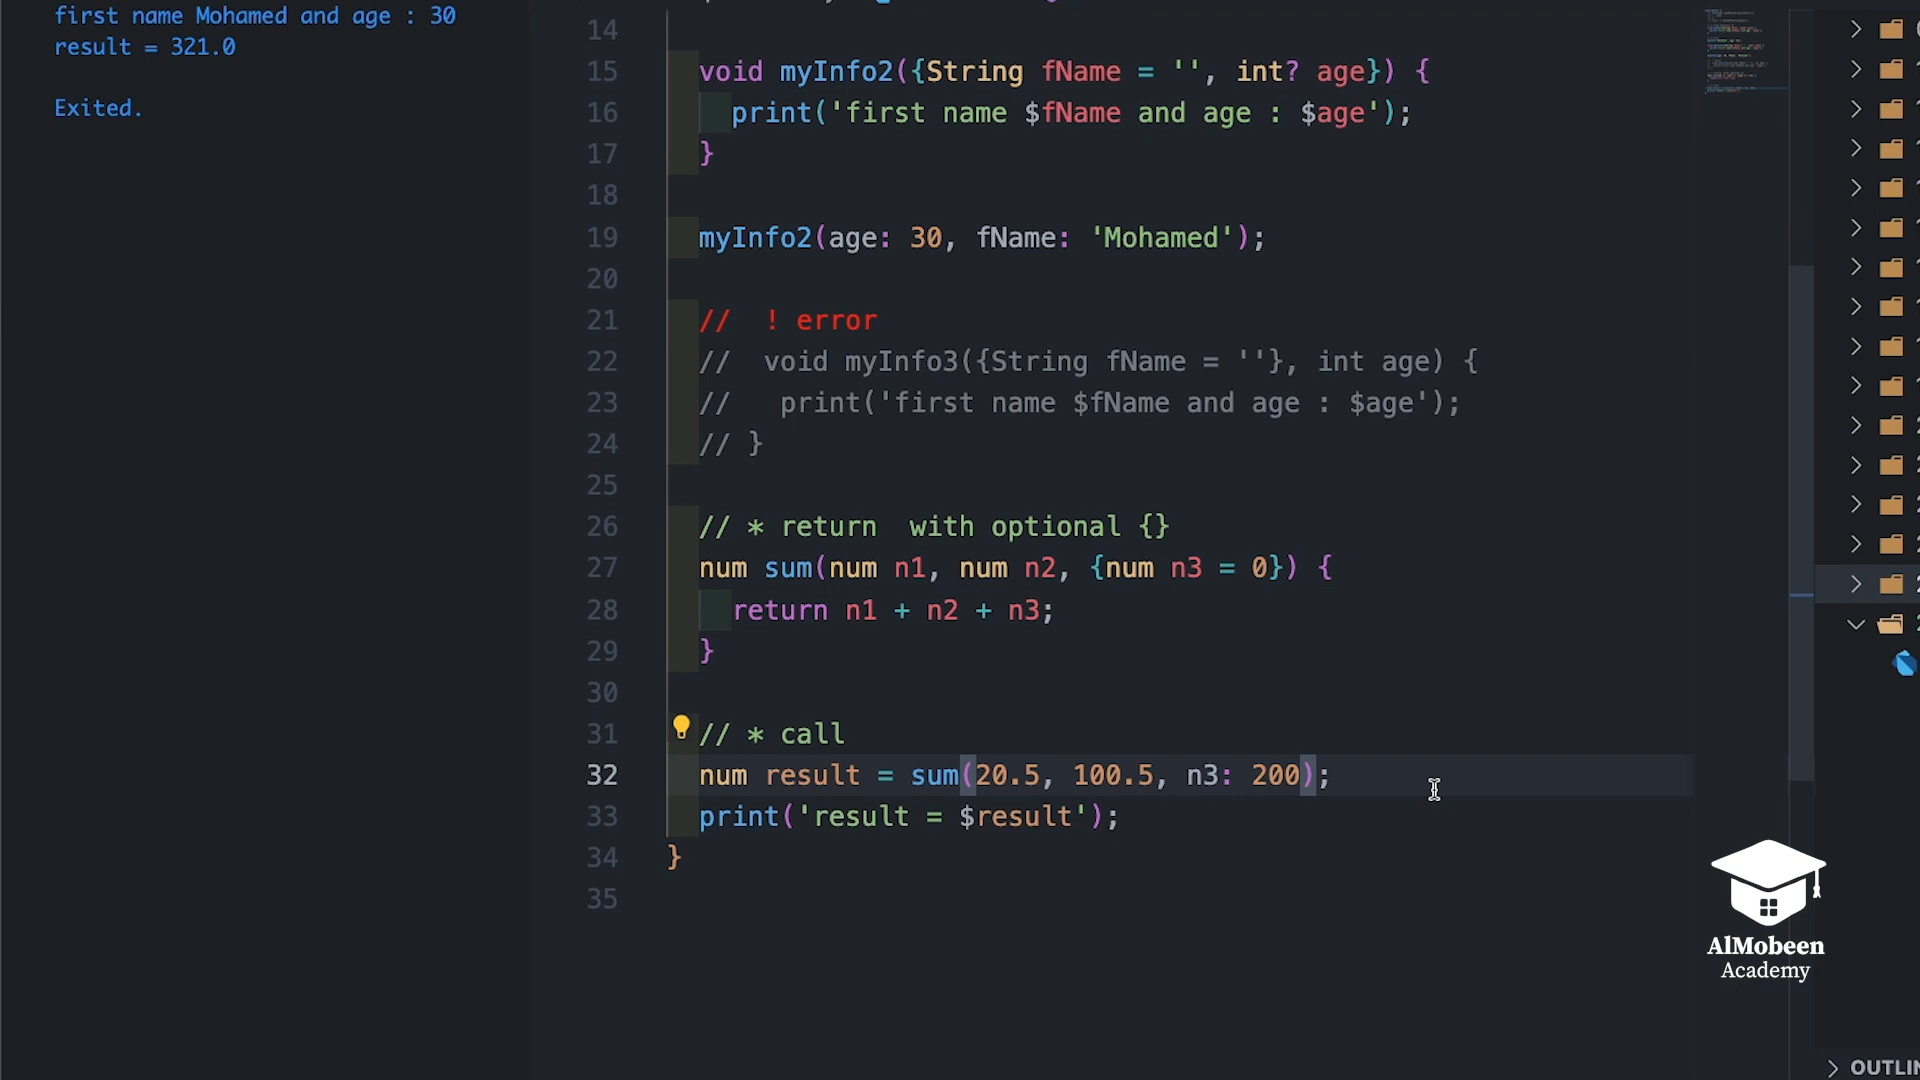 first name Mohamed and age : 30
result = 321.0
Exited.
14
15 void myInfo2({String fName = '', int? age}) {
16 print('first name $fName and age : $age');
17 }
18
19 myInfo2(age: 30, fName: 'Mohamed');
20
21 // ! error
22 // void myInfo3({String fName = ''}, int age) {
23 // print('first name $fName and age : $age');
24 // }
25
26 // * return  with optional {}
27 num sum(num n1, num n2, {num n3 = 0}) {
28 return n1 + n2 + n3;
29 }
30
31 // * call
32 num result = sum(20.5, 100.5, n3: 200);
33 print('result = $result');
34 }
35
AlMobeen
Academy